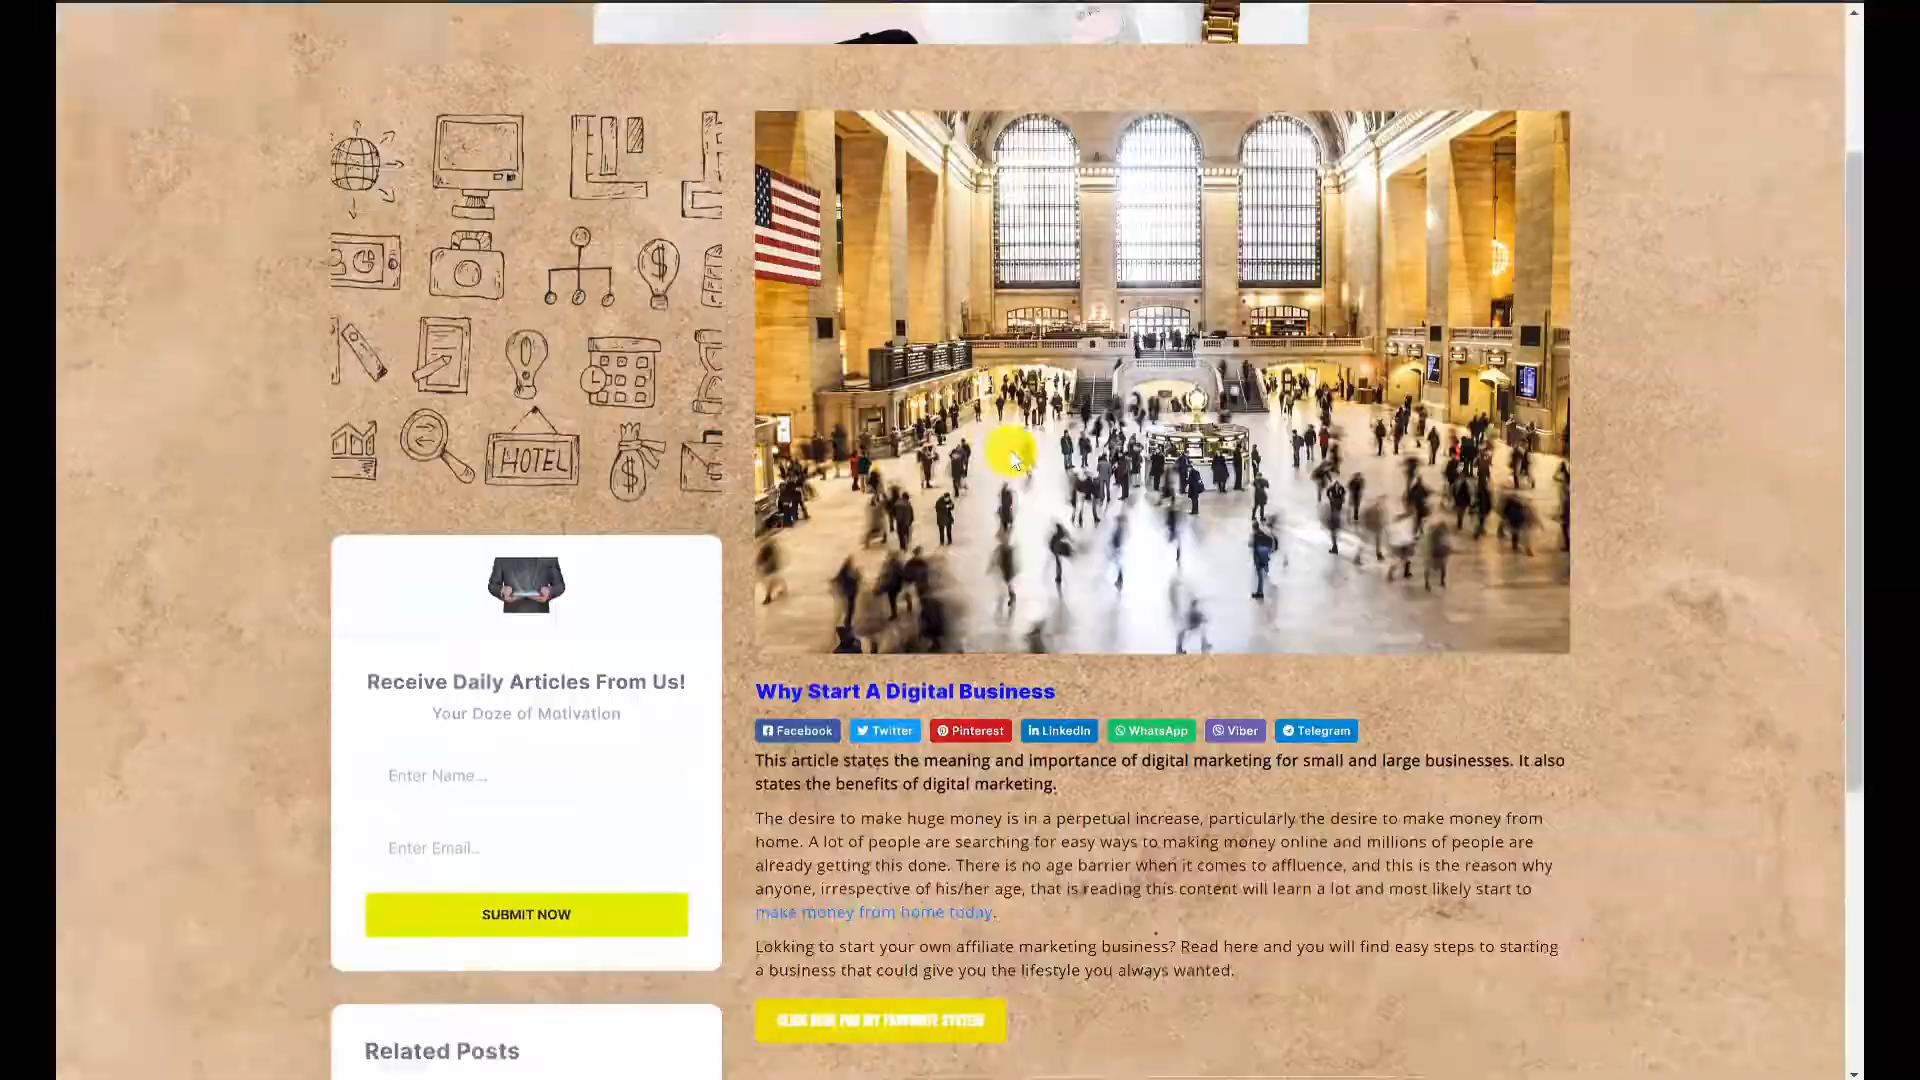 HOTEL
Receive Daily Articles From Us!
Your Doze of Motivation
Enter Name...
Enter Email..
SUBMIT NOW
Related Posts
Why Start A Digital Business
Facebook Twitter Pinterest LinkedIn WhatsApp Viber Telegram
This article states the meaning and importance of digital marketing for small and large businesses. It also
states the benefits of digital marketing.
The desire to make huge money is in a perpetual increase, particularly the desire to make money from
home. A lot of people are searching for easy ways to making money online and millions of people are
already getting this done. There is no age barrier when it comes to affluence, and this is the reason why
anyone, irrespective of his/her age, that is reading this content will learn a lot and most likely start to
make money from home today.
Lokking to start your own affiliate marketing business? Read here and you will find easy steps to starting
a business that could give you the lifestyle you always wanted.
CLICK HERE FOR MY FAVOURITE SYSTEM